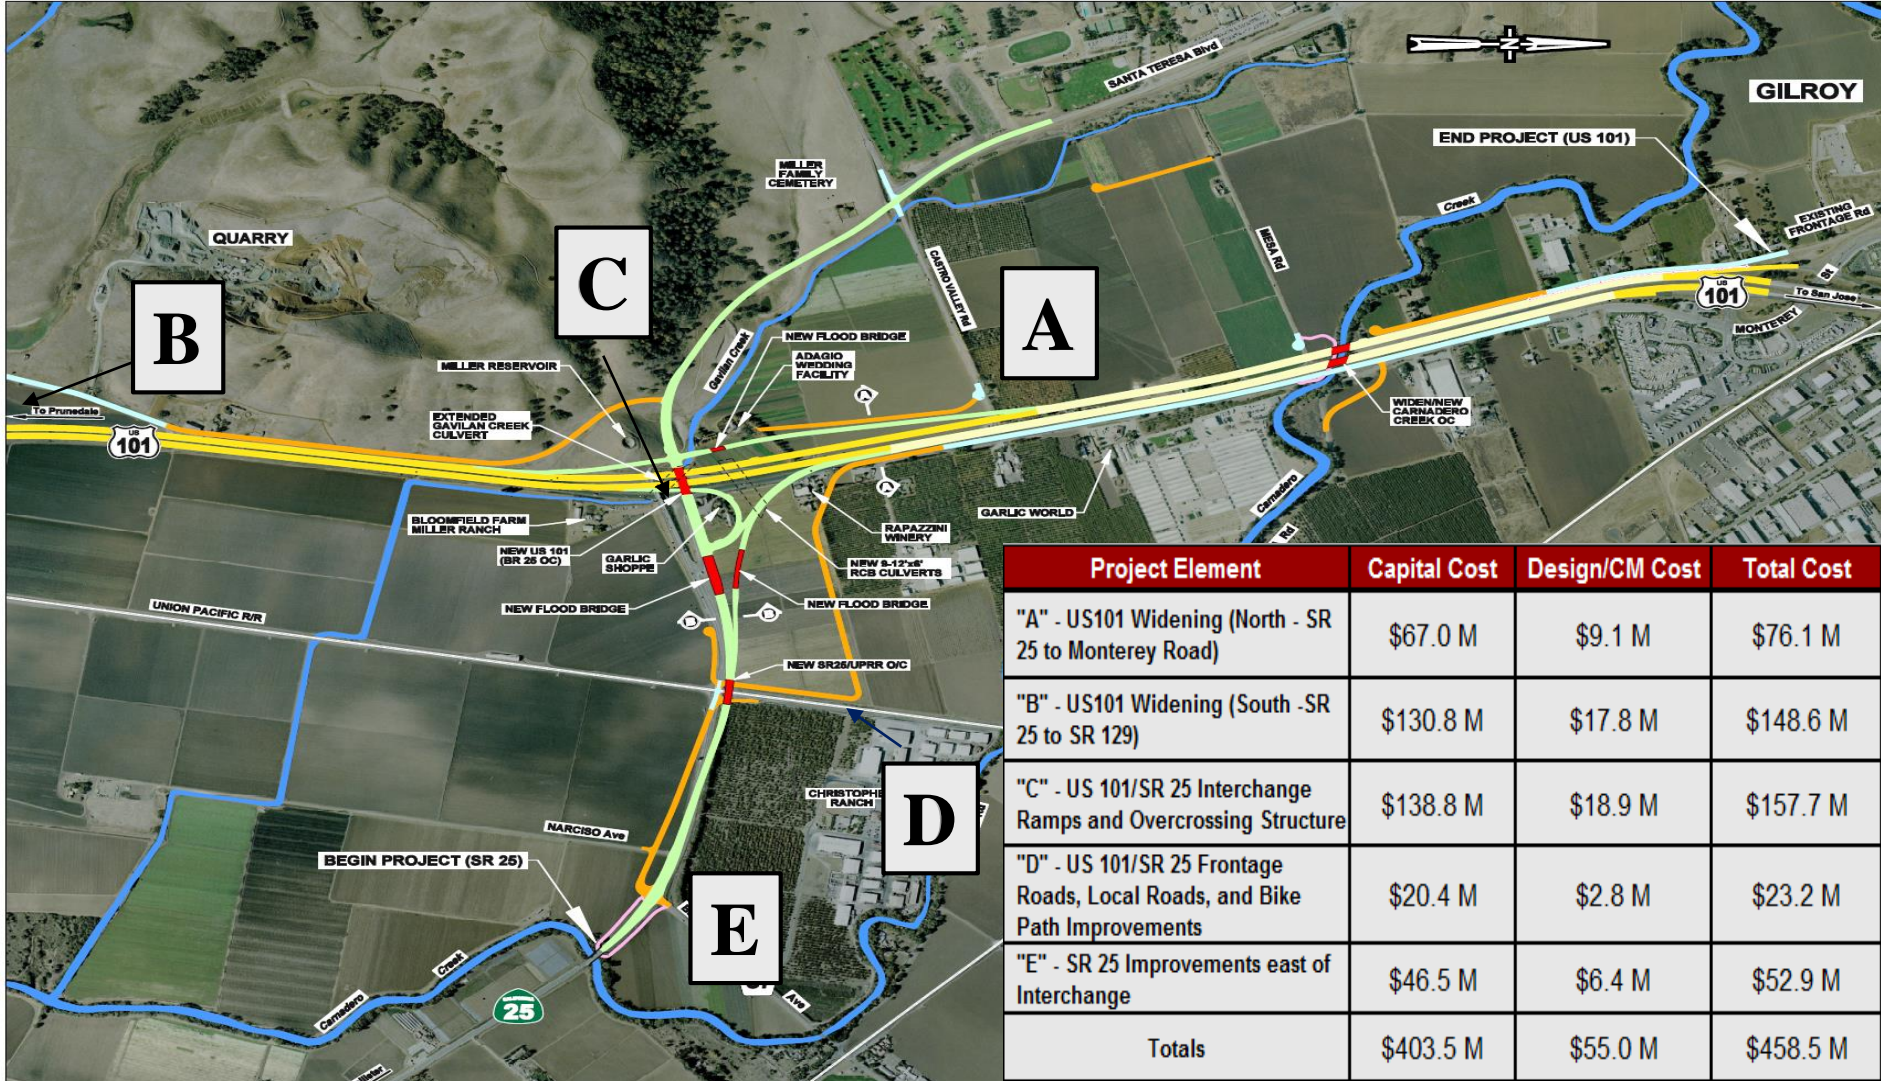 SANTA TERESA Blvd
N
GILROY
END PROJECT (US 101)
MILLER
FAMILY
CEMETERY
Creek
EXISTING
FRONTAGE Rd
QUARRY
CASTRO VALLEY Rd
MESA Rd
St
US
101
To San Jose
MONTEREY
B
C
A
Gavilan Creek
NEW FLOOD BRIDGE
ADAGIO
WEDDING
FACILITY
MILLER RESERVOIR
To Prunedale
US
101
EXTENDED
GAVILAN CREEK
CULVERT
WIDEN/NEW
CARNADERO
CREEK OC
BLOOMFIELD FARM
MILLER RANCH
NEW US 101
(BR 25 OC)
GARLIC
SHOPPE
RAPAZZINI
WINERY
GARLIC WORLD
Carnadero
Rd
NEW 9-12'x6'
RCB CULVERTS
NEW FLOOD BRIDGE
NEW FLOOD BRIDGE
UNION PACIFIC R/R
NEW SR25/UPRR O/C
CHRISTOPHE
RANCH
D
NARCISO Ave
BEGIN PROJECT (SR 25)
E
Creek
Carnadero
CALIFORNIA
25
Ave
Project Element Capital Cost Design/CM Cost Total Cost
"A" - US101 Widening (North - SR
25 to Monterey Road) $67.0 M $9.1 M $76.1 M
"B" - US101 Widening (South -SR
25 to SR 129) $130.8 M $17.8 M $148.6 M
"C" - US 101/SR 25 Interchange
Ramps and Overcrossing Structure $138.8 M $18.9 M $157.7 M
"D" - US 101/SR 25 Frontage
Roads, Local Roads, and Bike
Path Improvements $20.4 M $2.8 M $23.2 M
"E" - SR 25 Improvements east of
Interchange $46.5 M $6.4 M $52.9 M
Totals $403.5 M $55.0 M $458.5 M